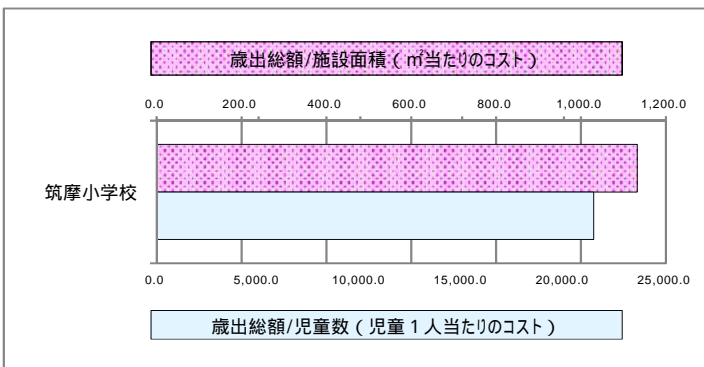 歳出総額/施設面積(㎡当たりのコスト)
0.0 200.0 400.0 600.0 800.0 1,000.0 1,200.0
筑摩小学校
0.0 5,000.0 10,000.0 15,000.0 20,000.0 25,000.0
歳出総額/児童数(児童1人当たりのコスト)